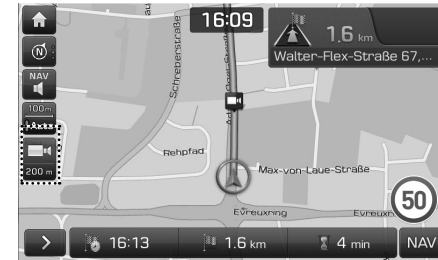 16:09
1.6 km
Walter-Flex-Straße 67,...
N
NAV
100m
200 m
Schreberstraße
Rehpfad
Max-von-Laue-Straße
Evreuxring
50
16:13
1.6 km
4 min
NAV